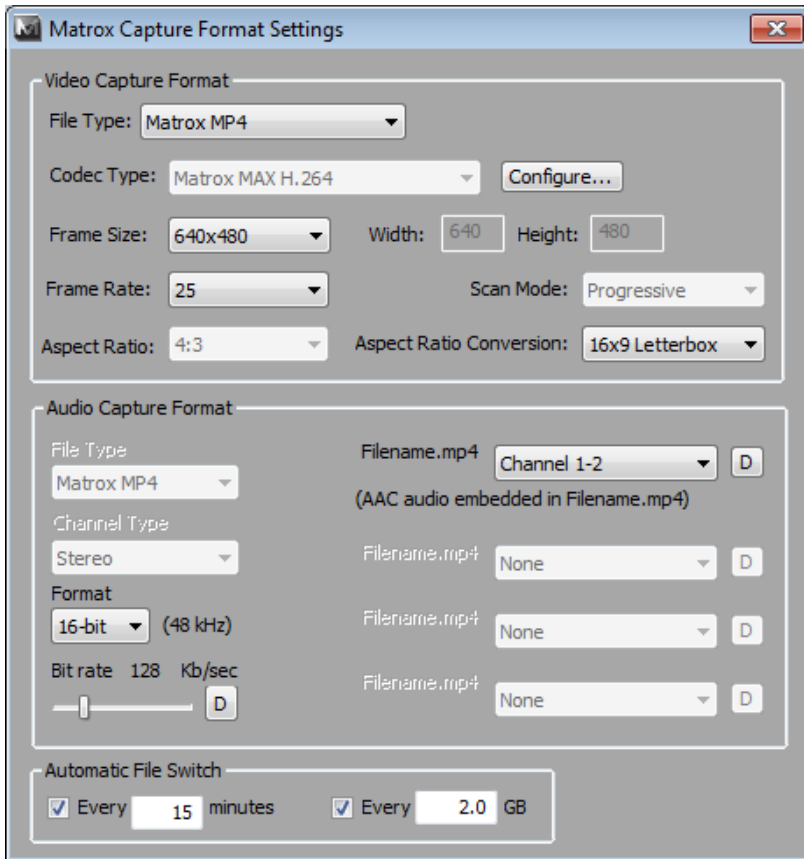 Matrox Capture Format Settings
Video Capture Format
File Type: Matrox MP4
Codec Type: Matrox MAX H.264 Configure...
Frame Size: 640x480 Width: 640 Height: 480
Frame Rate: 25 Scan Mode: Progressive
Aspect Ratio: 4:3 Aspect Ratio Conversion: 16x9 Letterbox
Audio Capture Format
File Type
Matrox MP4
Channel Type
Stereo
Format
16-bit (48 kHz)
Bit rate 128 Kb/sec
D
Filename.mp4 Channel 1-2 D
(AAC audio embedded in Filename.mp4)
Filename.mp4 None D
Filename.mp4 None D
Filename.mp4 None D
Automatic File Switch
Every 15 minutes Every 2.0 GB